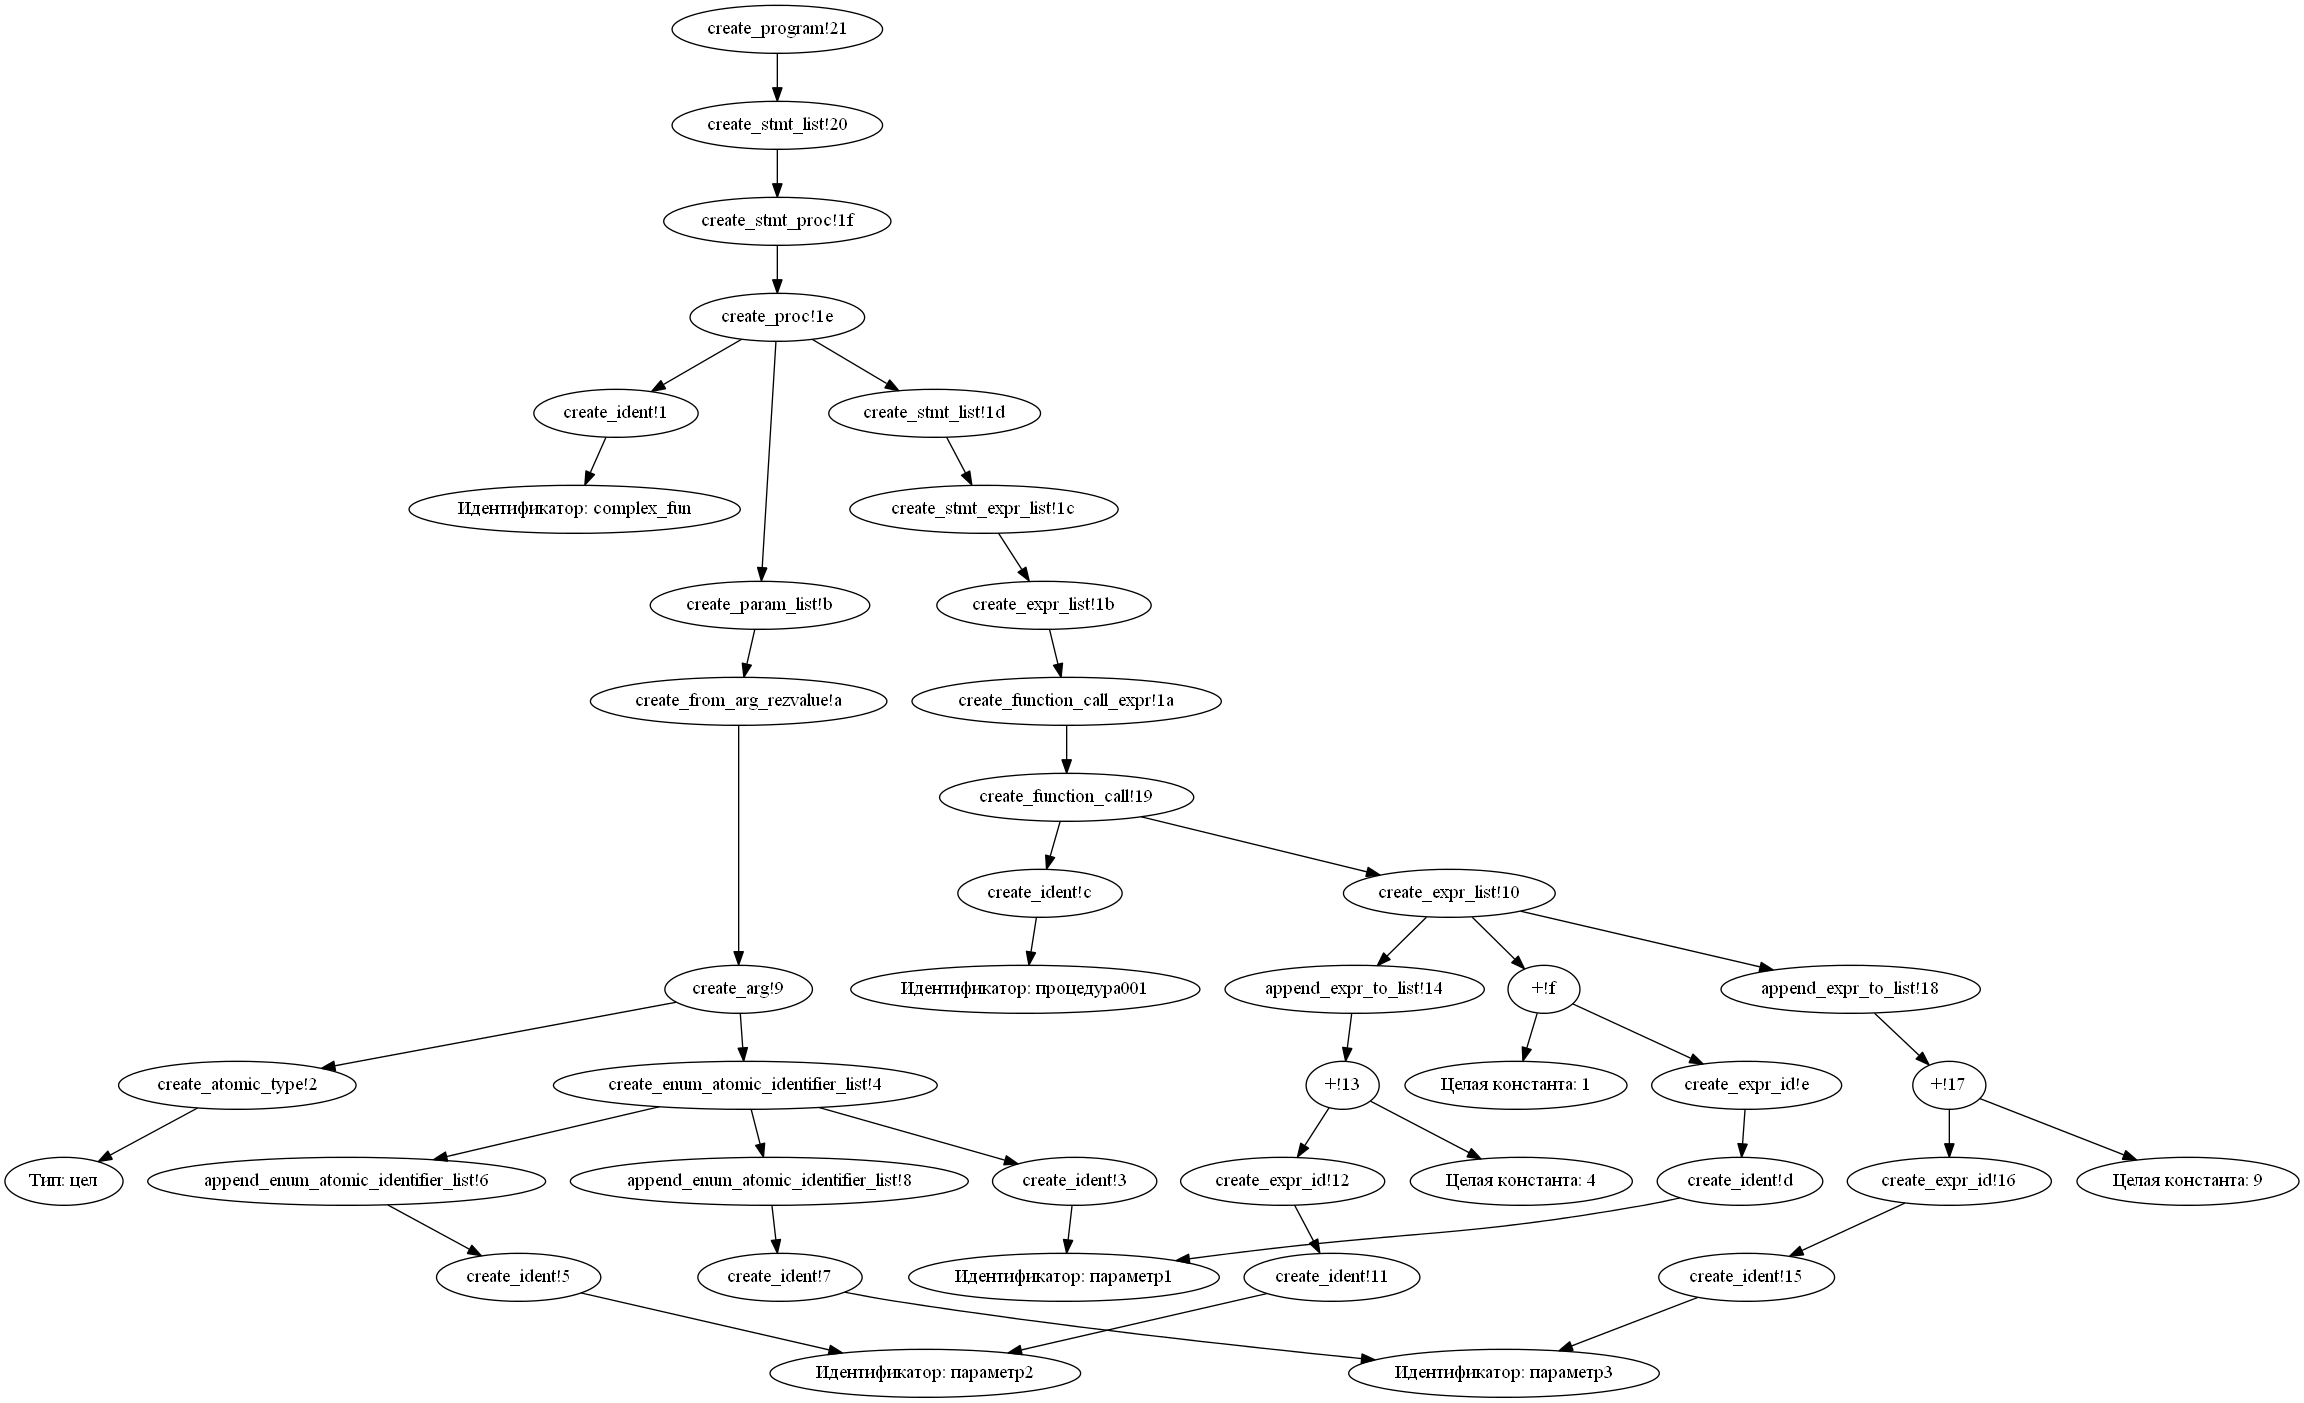 create_program!21
create_stmt_list!20
create_stmt_proc!1f
create_proc!1e
create_ident!1
create_stmt_list!1d
Идентификатор: complex_fun
create_stmt_expr_list!1c
create_param_list!b
create_expr_list!1b
create_from_arg_rezvalue!a
create_function_call_expr!1a
create_function_call!19
create_ident!c
create_expr_list!10
create_arg!9
Идентификатор: процедура001
append_expr_to_list!14
+!f
append_expr_to_list!18
create_atomic_type!2
create_enum_atomic_identifier_list!4
+!13
Целая константа: 1
create_expr_id!e
+!17
Тип: цел
append_enum_atomic_identifier_list!6
append_enum_atomic_identifier_list!8
create_ident!3
create_expr_id!12
Целая константа: 4
create_ident!d
create_expr_id!16
Целая константа: 9
create_ident!5
create_ident!7
Идентификатор: параметр1
create_ident!11
create_ident!15
Идентификатор: параметр2
Идентификатор: параметр3